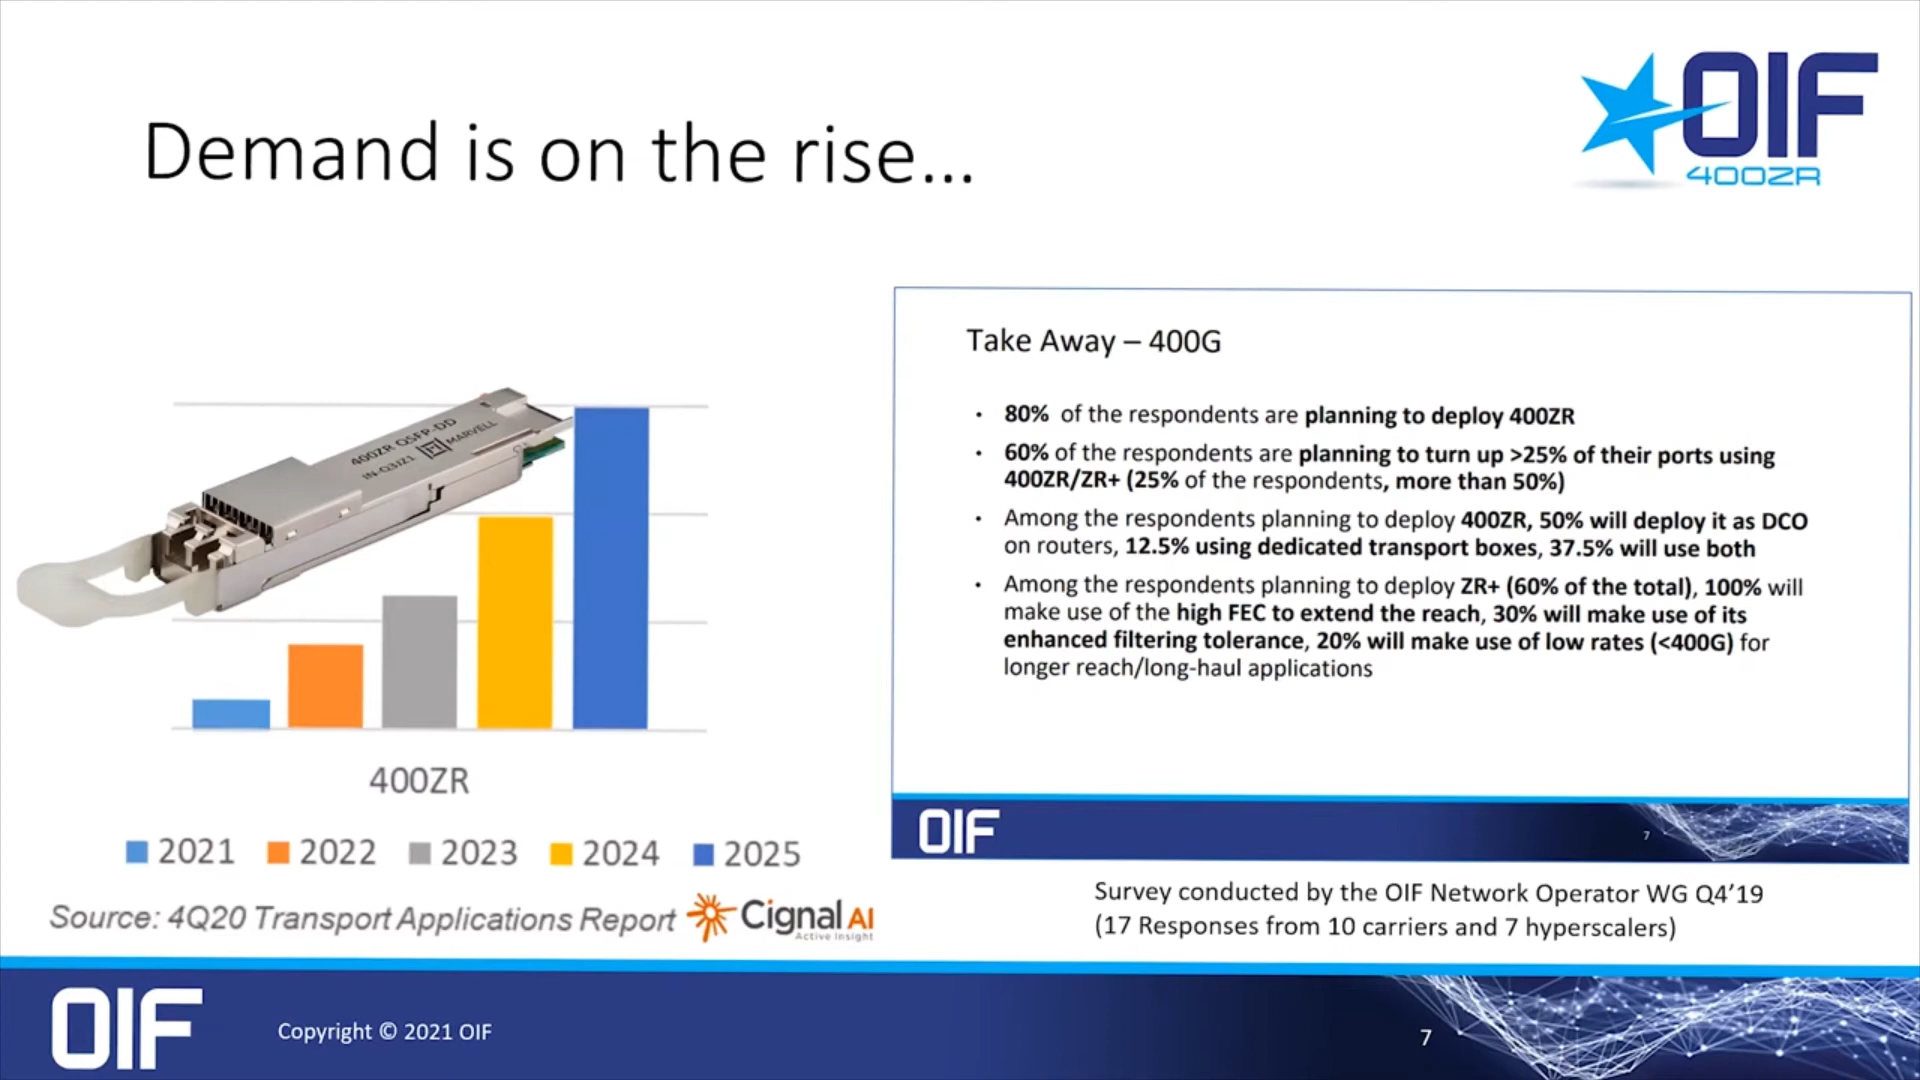 Demand is on the rise...
OIF
400ZR
400ZR QSFP-DD
IN-Q3JZ1
MARVELL
400ZR
2021
2022
2023
2024
2025
Source: 4Q20 Transport Applications Report
Cignal AI
Active Insight
Take Away – 400G
• 80% of the respondents are planning to deploy 400ZR
• 60% of the respondents are planning to turn up >25% of their ports using
400ZR/ZR+ (25% of the respondents, more than 50%)
• Among the respondents planning to deploy 400ZR, 50% will deploy it as DCO
on routers, 12.5% using dedicated transport boxes, 37.5% will use both
• Among the respondents planning to deploy ZR+ (60% of the total), 100% will
make use of the high FEC to extend the reach, 30% will make use of its
enhanced filtering tolerance, 20% will make use of low rates (<400G) for
longer reach/long-haul applications
OIF
7
Survey conducted by the OIF Network Operator WG Q4’19
(17 Responses from 10 carriers and 7 hyperscalers)
OIF
Copyright © 2021 OIF
7